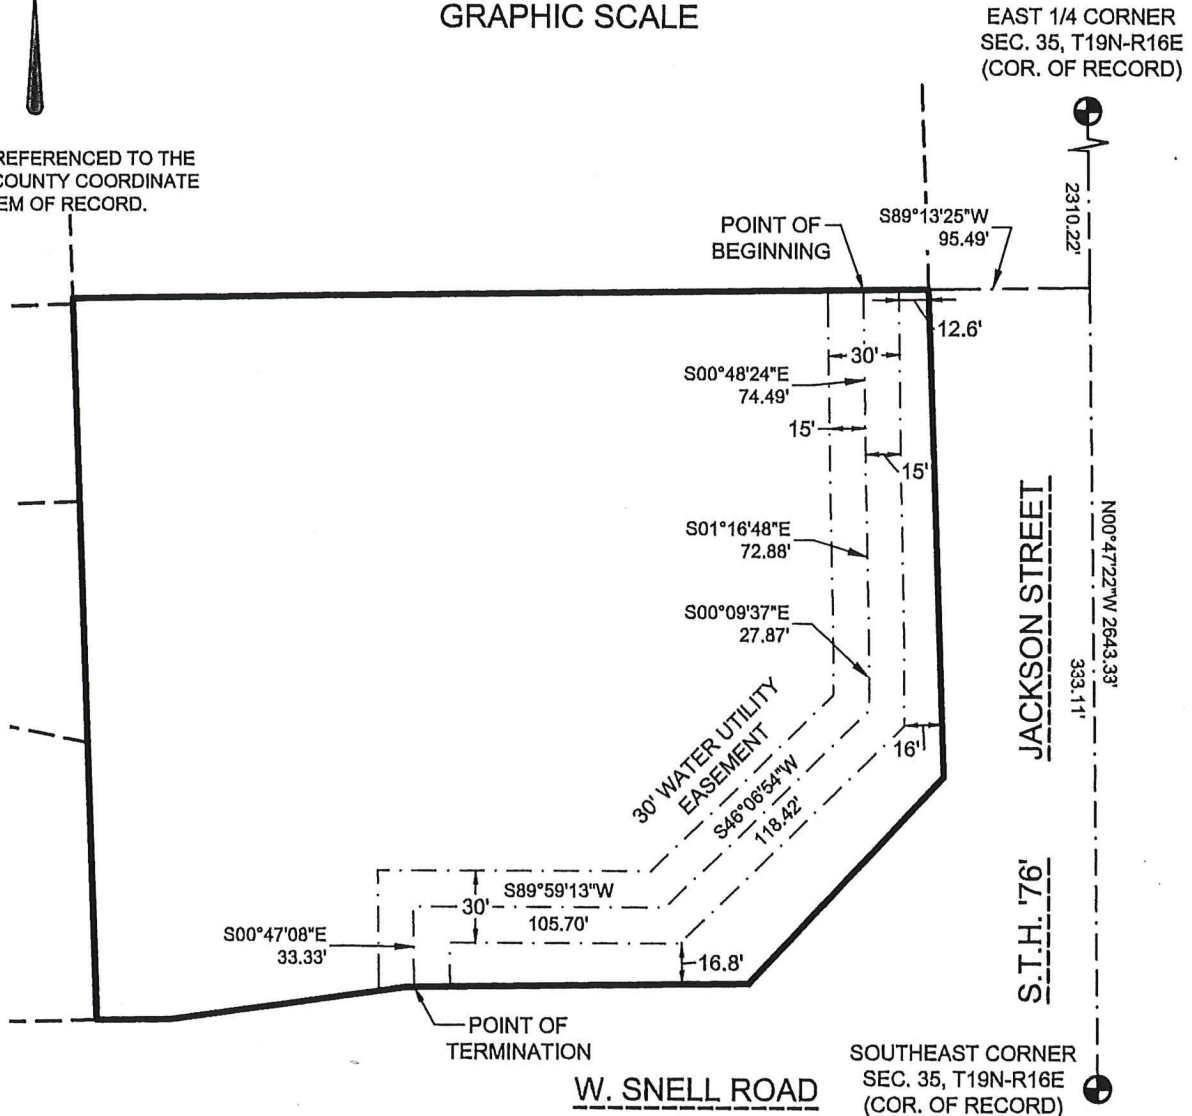 GRAPHIC SCALE
EAST 1/4 CORNER
SEC. 35, T19N-R16E
(COR. OF RECORD)
REFERENCED TO THE
COUNTY COORDINATE
EM OF RECORD.
2310.22'
S89°13'25"W
95.49'
POINT OF
BEGINNING
12.6'
30'
S00°48'24"E
74.49'
15'
15'
S01°16'48"E
72.88'
JACKSON STREET
N00°47'22"W 2643.33'
333.11'
S00°09'37"E
27.87'
30' WATER UTILITY
EASEMENT
S46°06'54"W
118.42'
16'
S89°59'13"W
30'
105.70'
S00°47'08"E
33.33'
16.8'
S.T.H. '76'
POINT OF
TERMINATION
W. SNELL ROAD
SOUTHEAST CORNER
SEC. 35, T19N-R16E
(COR. OF RECORD)